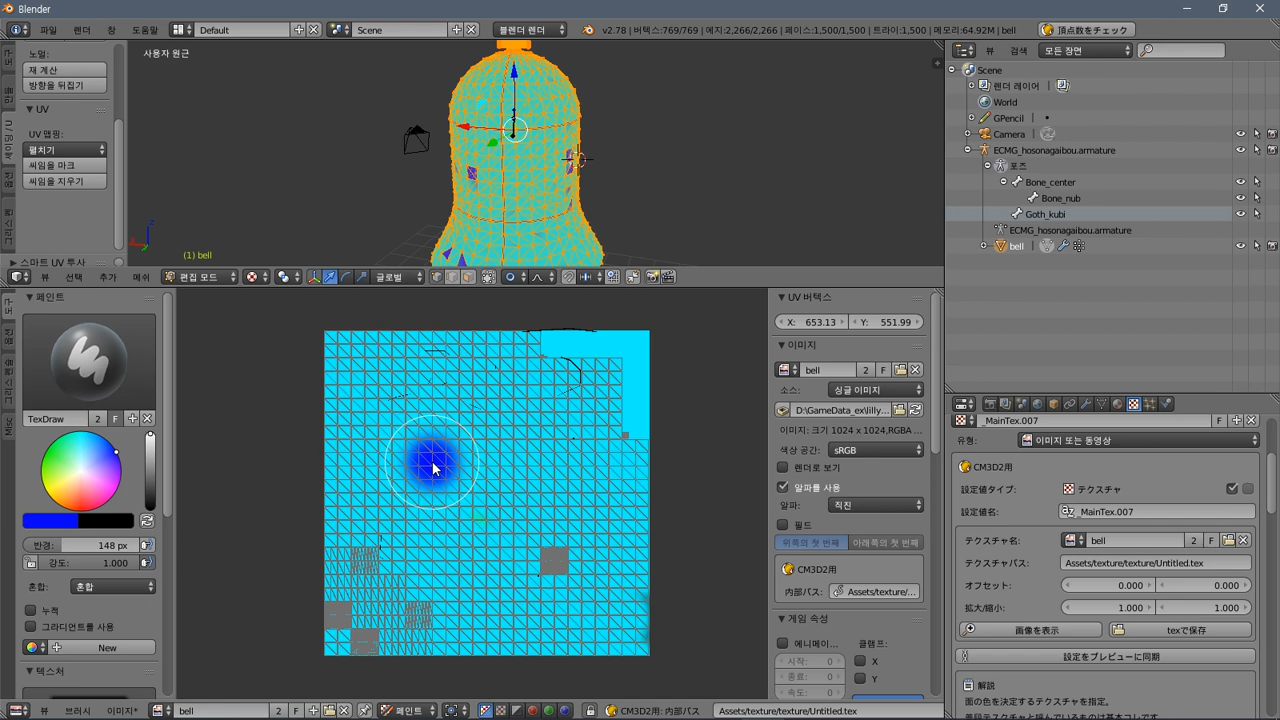 Blender
파일
렌더
창
도움말
Default
Scene
블렌더 렌더
v2.78 | 버텍스:769/769 | 에지:2,266/2,266 | 페이스:1,500/1,500 | 트라이:1,500 | 메모리:64.92M | bell
頂点数をチェック
노멀:
재 계산
방향을 뒤집기
UV
UV 맵핑:
펼치기
씨임을 마크
씨임을 지우기
스마트 UV 투사
사용자 원근
(1) bell
뷰
선택
추가
메쉬
편집 모드
글로벌
뷰
검색
모든 장면
Scene
렌더 레이어
World
GPencil
Camera
ECMG_hosonagaibou.armature
포즈
Bone_center
Bone_nub
Goth_kubi
ECMG_hosonagaibou.armature
bell
페인트
TexDraw
2
F
반경:
148 px
강도:
1.000
혼합:
혼합
누적
그라디언트를 사용
New
텍스처
Misc
UV 버텍스
X:
653.13
Y:
551.99
이미지
bell
2
F
소스:
싱글 이미지
D:\GameData_ex\lilly...
이미지: 크기 1024 x 1024,RGBA ...
색상 공간:
sRGB
렌더로 보기
알파를 사용
알파:
직진
필드
위쪽의 첫 번째
아래쪽의 첫 번째
CM3D2用
内部パス:
Assets/texture/...
게임 속성
에니메이...
클램프:
시작:
0
X
종료:
0
Y
속도:
0
_MainTex.007
F
유형:
이미지 또는 동영상
CM3D2用
設定値タイプ:
テクスチャ
設定値名:
_MainTex.007
テクスチャ名:
bell
2
F
テクスチャパス:
Assets/texture/texture/Untitled.tex
オフセット:
0.000
0.000
拡大/縮小:
1.000
1.000
画像を表示
texで保存
設定をプレビューに同期
解説
色の色を決定するテクスチャを指定。
뷰
브러시
이미지*
bell
2
F
페인트
CM3D2用: 内部パス
Assets/texture/texture/Untitled.tex